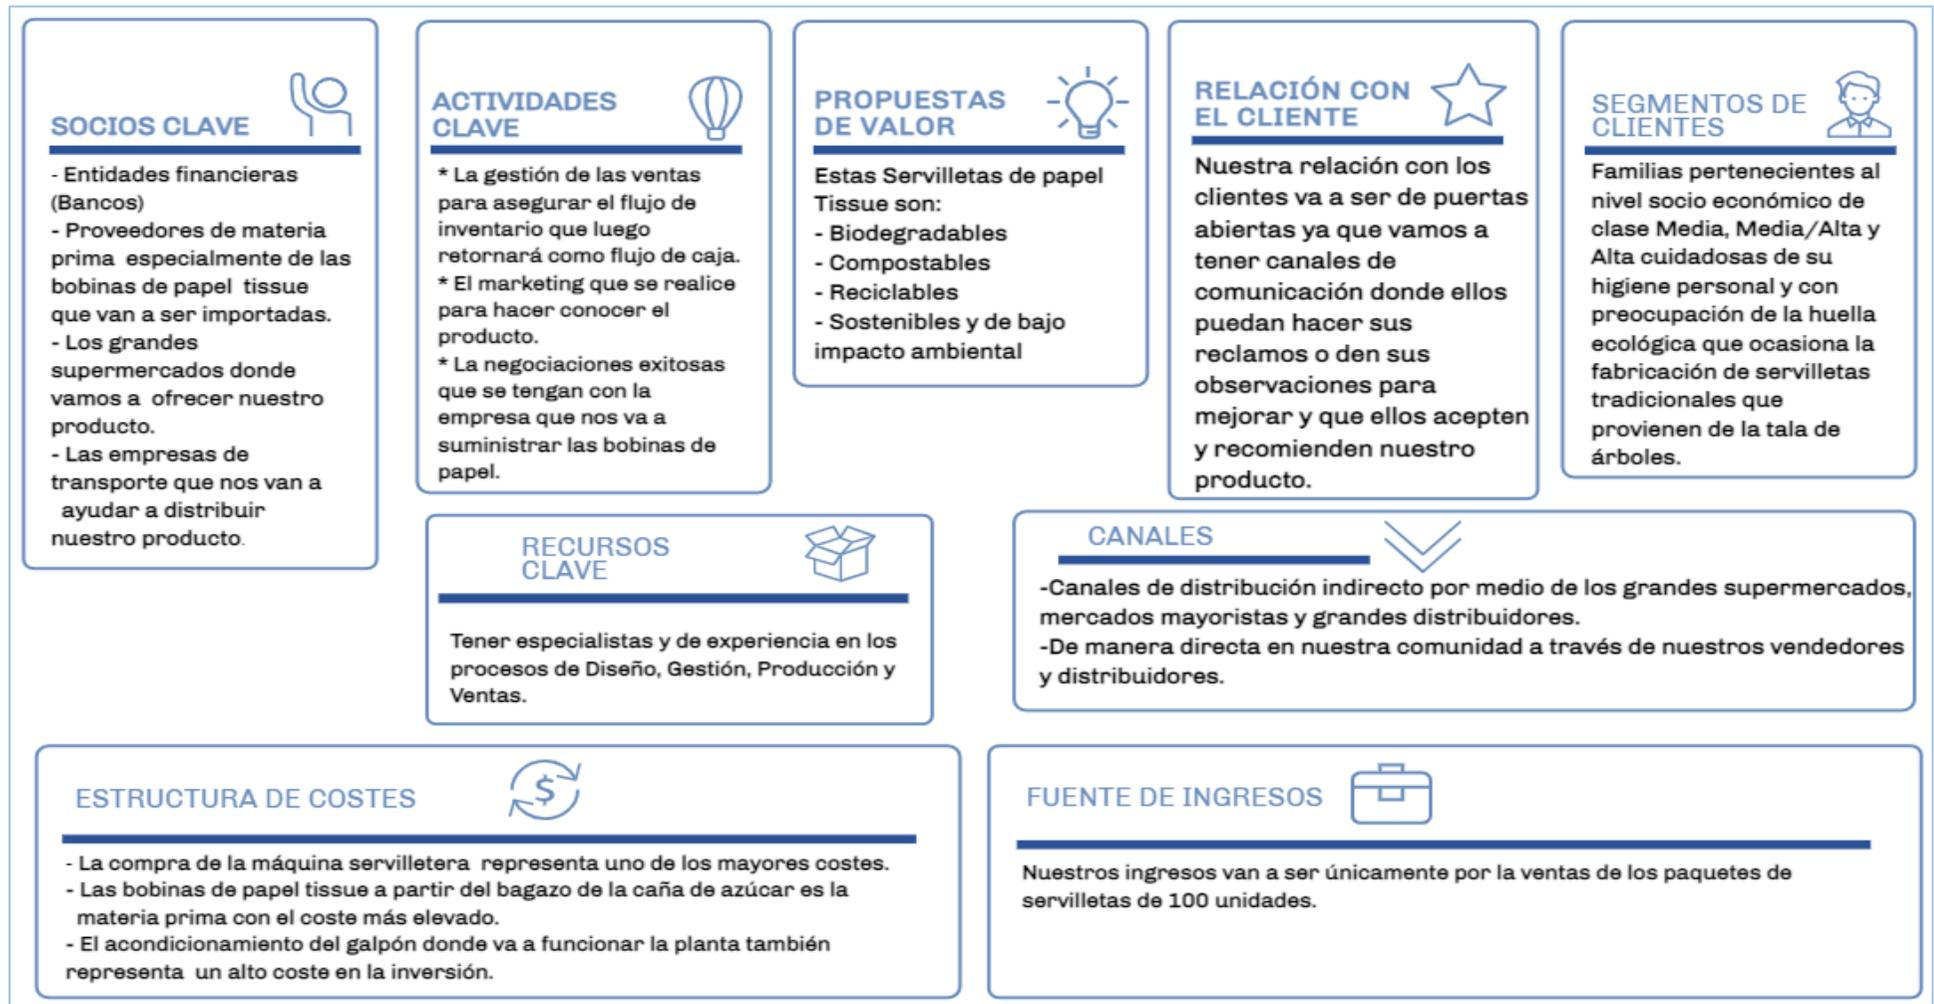 SOCIOS CLAVE
- Entidades financieras
(Bancos)
- Proveedores de materia
prima especialmente de las
bobinas de papel tissue
que van a ser importadas.
- Los grandes
supermercados donde
vamos a ofrecer nuestro
producto.
- Las empresas de
transporte que nos van a
ayudar a distribuir
nuestro producto.
ACTIVIDADES
CLAVE
* La gestión de las ventas
para asegurar el flujo de
inventario que luego
retornará como flujo de caja.
* El marketing que se realice
para hacer conocer el
producto.
* La negociaciones exitosas
que se tengan con la
empresa que nos va a
suministrar las bobinas de
papel.
PROPUESTAS
DE VALOR
Estas Servilletas de papel
Tissue son:
- Biodegradables
- Compostables
- Reciclables
- Sostenibles y de bajo
impacto ambiental
RELACIÓN CON
EL CLIENTE
Nuestra relación con los
clientes va a ser de puertas
abiertas ya que vamos a
tener canales de
comunicación donde ellos
puedan hacer sus
reclamos o den sus
observaciones para
mejorar y que ellos acepten
y recomienden nuestro
producto.
SEGMENTOS DE
CLIENTES
Familias pertenecientes al
nivel socio económico de
clase Media, Media/Alta y
Alta cuidadosas de su
higiene personal y con
preocupación de la huella
ecológica que ocasiona la
fabricación de servilletas
tradicionales que
provienen de la tala de
árboles.
RECURSOS
CLAVE
Tener especialistas y de experiencia en los
procesos de Diseño, Gestión, Producción y
Ventas.
CANALES
-Canales de distribución indirecto por medio de los grandes supermercados,
mercados mayoristas y grandes distribuidores.
-De manera directa en nuestra comunidad a través de nuestros vendedores
y distribuidores.
ESTRUCTURA DE COSTES
$
- La compra de la máquina servilletera representa uno de los mayores costes.
- Las bobinas de papel tissue a partir del bagazo de la caña de azúcar es la
materia prima con el coste más elevado.
- El acondicionamiento del galpón donde va a funcionar la planta también
representa un alto coste en la inversión.
FUENTE DE INGRESOS
Nuestros ingresos van a ser únicamente por la ventas de los paquetes de
servilletas de 100 unidades.